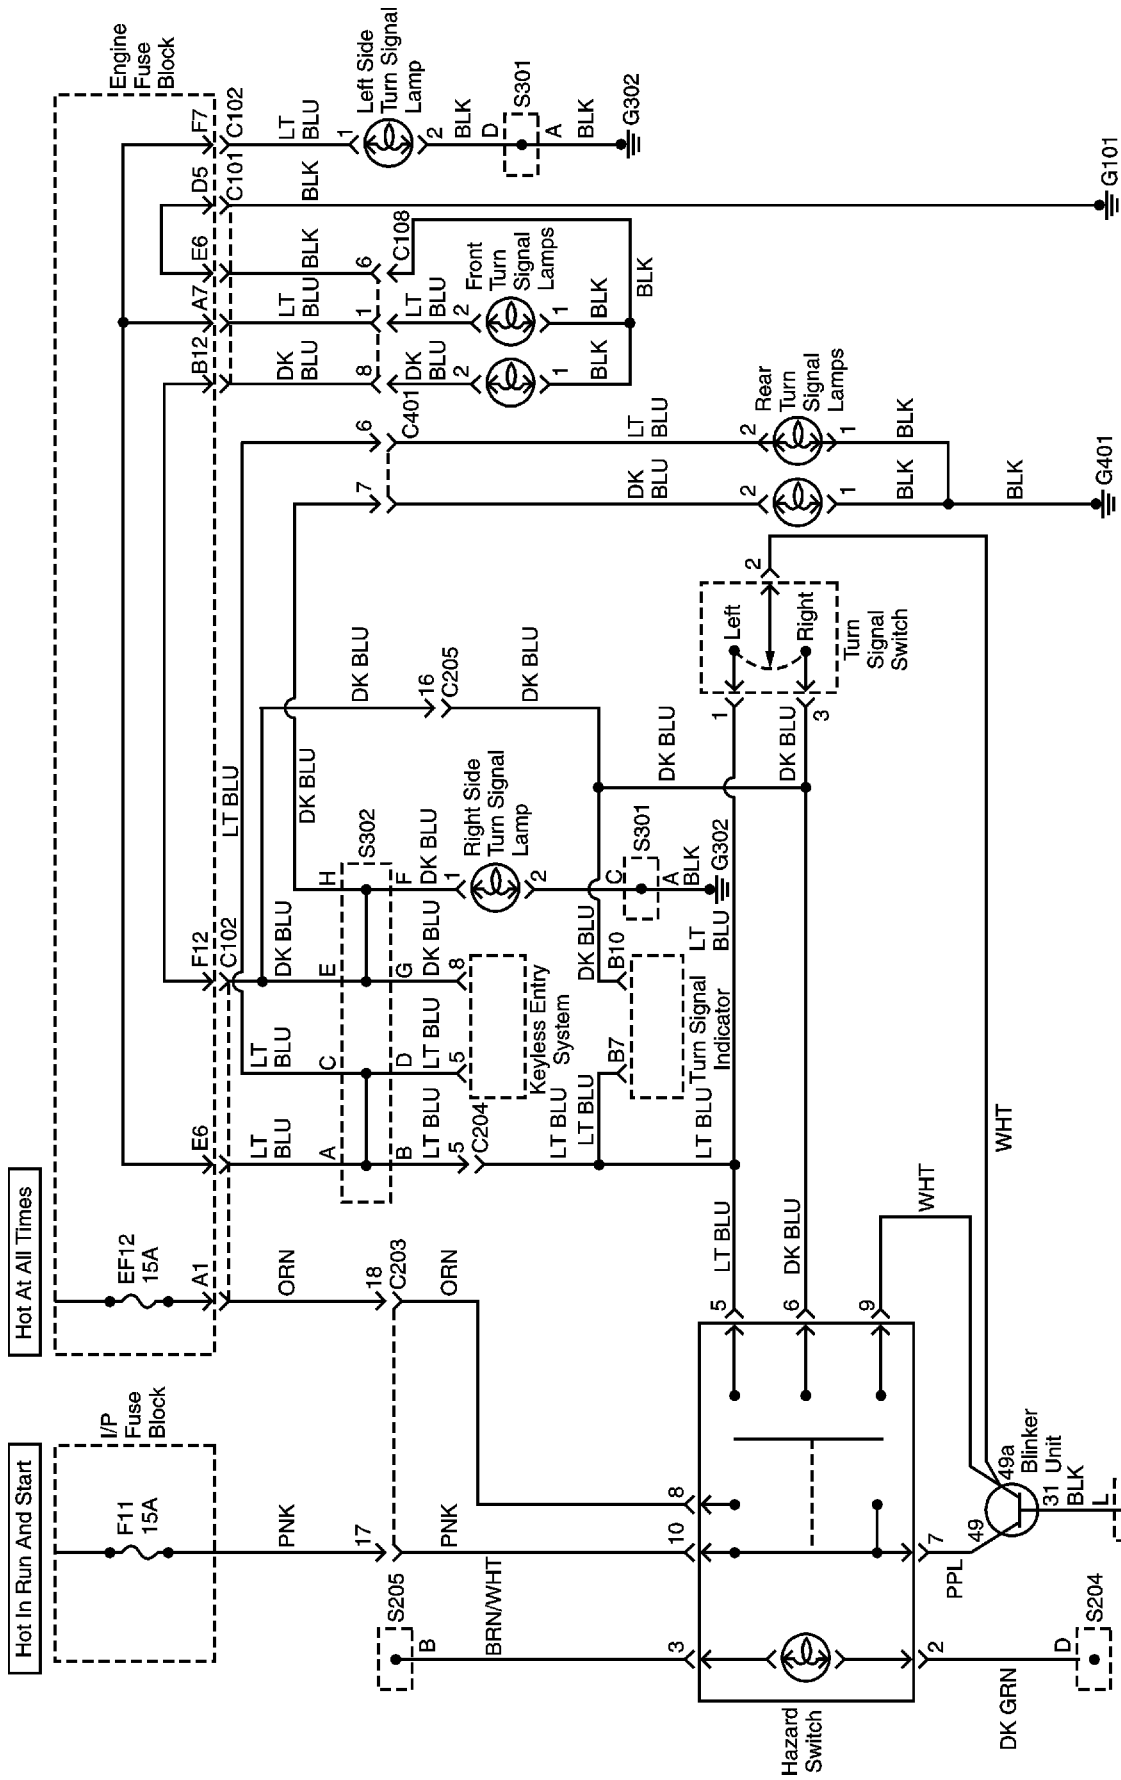 Hot In Run And Start
Hot At All Times
I/P
Fuse
Block
F11
15A
EF12
15A
Engine
Fuse
Block
A1
E6
F12
C102
B12
A7
E6
D5
C101
F7
C102
PNK
ORN
LT
BLU
LT
BLU
DK BLU
LT BLU
DK BLU
DK BLU
DK
BLU
LT
BLU
BLK
BLK
LT
BLU
17
18
C203
A
C
E
H
S302
B
D
G
F
16
C205
7
6
C401
8
1
6
C108
1
Left Side
Turn Signal
Lamp
2
BLK
D
S301
A
BLK
G302
S205
B
BRN/WHT
PNK
ORN
LT BLU
5
C204
LT BLU
5
DK BLU
8
Keyless Entry
System
DK BLU
1
Right Side
Turn Signal
Lamp
2
DK BLU
DK
BLU
2
LT
BLU
2
Front
Turn
Signal
Lamps
1
1
BLK
BLK
BLK
LT BLU
LT BLU
B7
DK BLU
B10
Turn Signal
Indicator
C
S301
A
BLK
G302
DK BLU
DK
BLU
LT
BLU
2
2
Rear
Turn
Signal
Lamps
1
1
BLK
BLK
BLK
G401
G101
LT BLU
LT
BLU
1
DK BLU
3
Left
Right
2
Turn
Signal
Switch
3
10
8
LT BLU
5
DK BLU
6
9
WHT
WHT
Hazard
Switch
2
7
PPL
49
49a
Blinker
Unit
31
BLK
L
DK GRN
D
S204